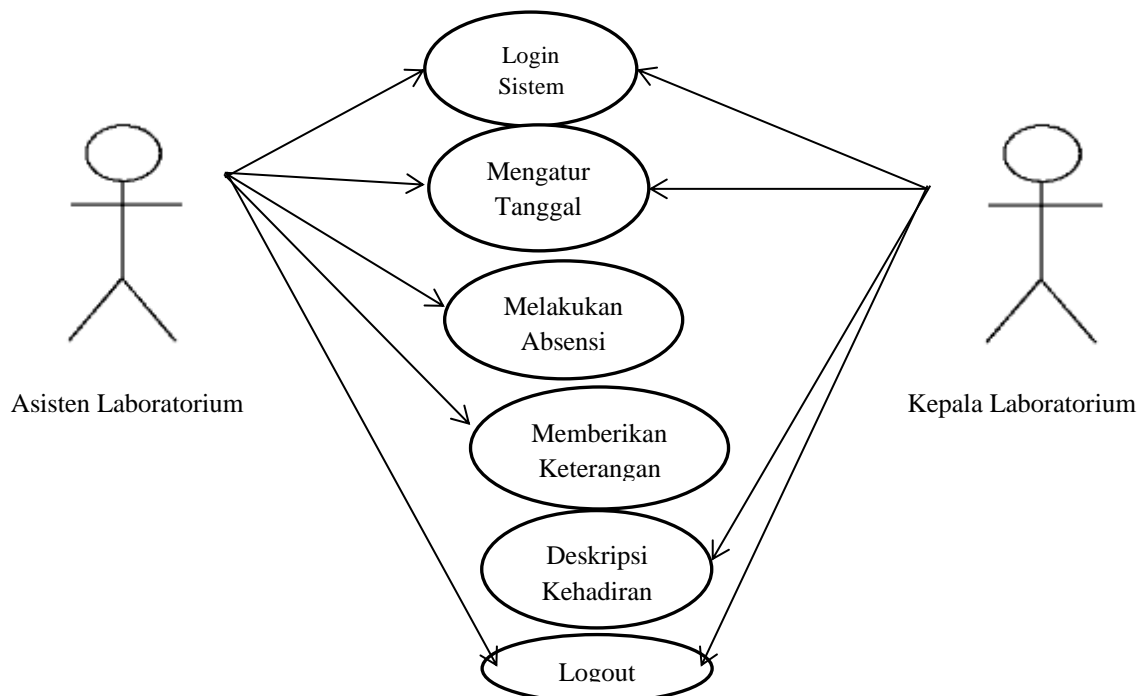 Login
Sistem
Mengatur
Tanggal
Melakukan
Absensi
Asisten Laboratorium
Kepala Laboratorium
Memberikan
Keterangan
Deskripsi
Kehadiran
Logout